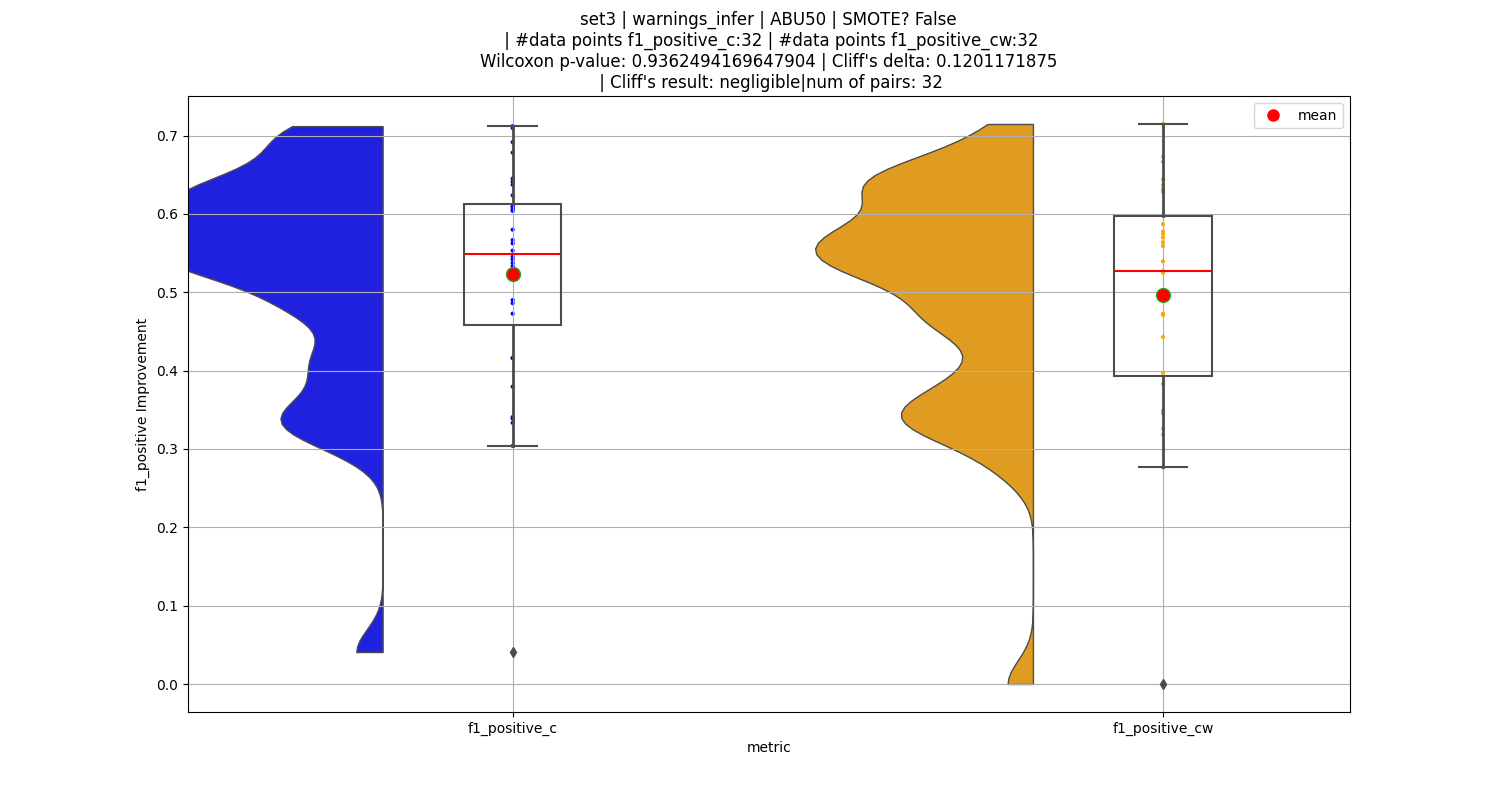 set3 | warnings_infer | ABU50 | SMOTE? False
| #data points f1_positive_c:32 | #data points f1_positive_cw:32
Wilcoxon p-value: 0.9362494169647904 | Cliff's delta: 0.1201171875
| Cliff's result: negligible|num of pairs: 32
mean
0.7
0.6
0.5
0.4
0.3
0.2
0.1
0.0
f1_positive Improvement
f1_positive_c
f1_positive_cw
metric